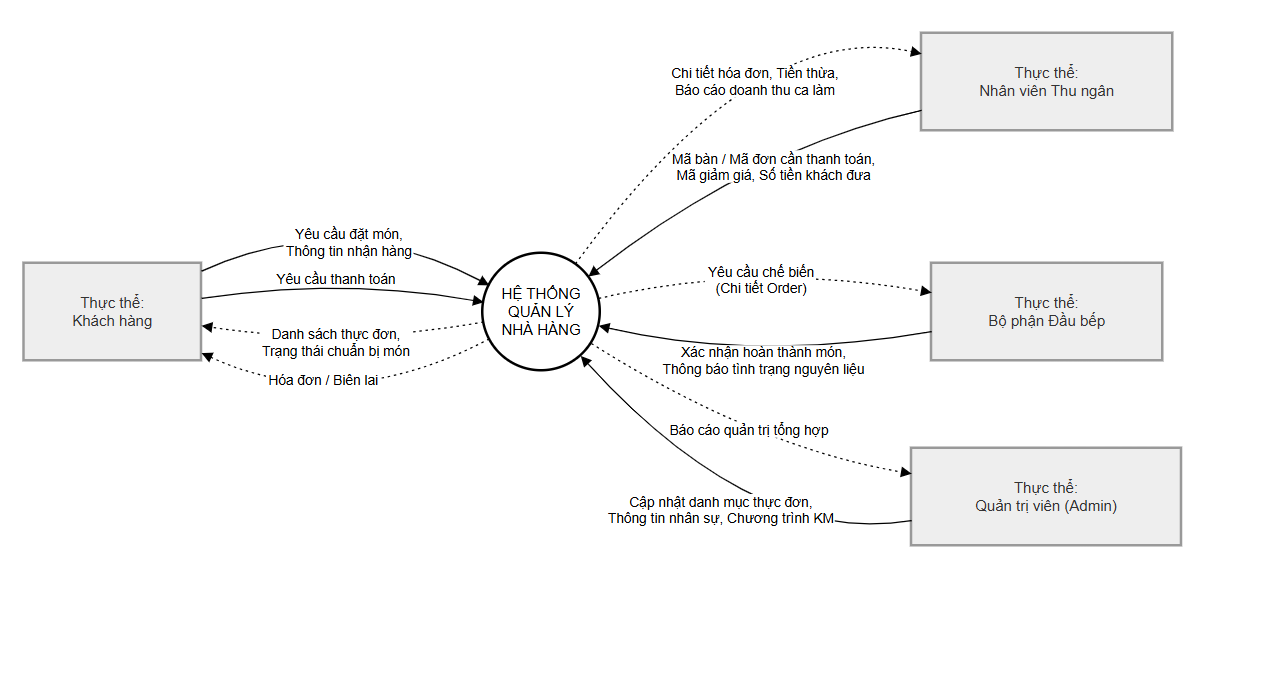 Chi tiết hóa đơn, Tiền thừa,
Báo cáo doanh thu ca làm
Thực thể:
Nhân viên Thu ngân
Mã bàn / Mã đơn cần thanh toán,
Mã giảm giá, Số tiền khách đưa
Yêu cầu đặt món,
Thông tin nhận hàng
Yêu cầu thanh toán
Thực thể:
Khách hàng
Danh sách thực đơn,
Trạng thái chuẩn bị món
Hóa đơn / Biên lai
HỆ THỐNG
QUẢN LÝ
NHÀ HÀNG
Yêu cầu chế biến
(Chi tiết Order)
Thực thể:
Bộ phận Đầu bếp
Xác nhận hoàn thành món,
Thông báo tình trạng nguyên liệu
Báo cáo quản trị tổng hợp
Thực thể:
Quản trị viên (Admin)
Cập nhật danh mục thực đơn,
Thông tin nhân sự, Chương trình KM